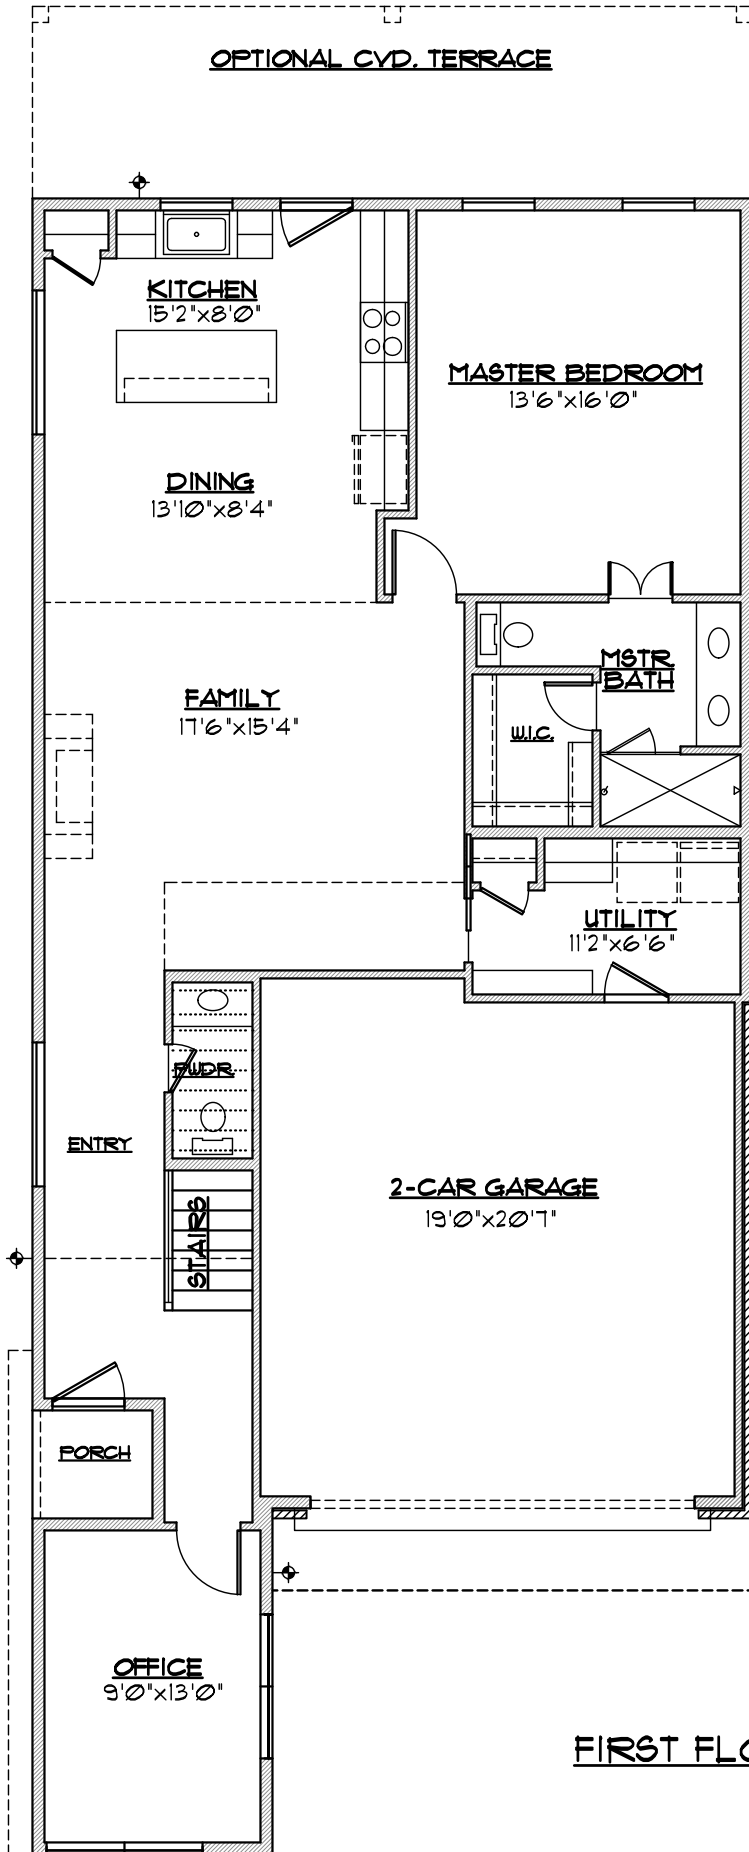 OPTIONAL CVD. TERRACE
KITCHEN
15'2"x8'0"
MASTER BEDROOM
13'6"x16'0"
DINING
13'10"x8'4"
MSTR.
BATH
FAMILY
17'6"x15'4"
W.I.C.
UTILITY
11'2"x6'6"
PWDR.
ENTRY
2-CAR GARAGE
19'0"x20'7"
STAIRS
PORCH
OFFICE
9'0"x13'0"
FIRST FLO